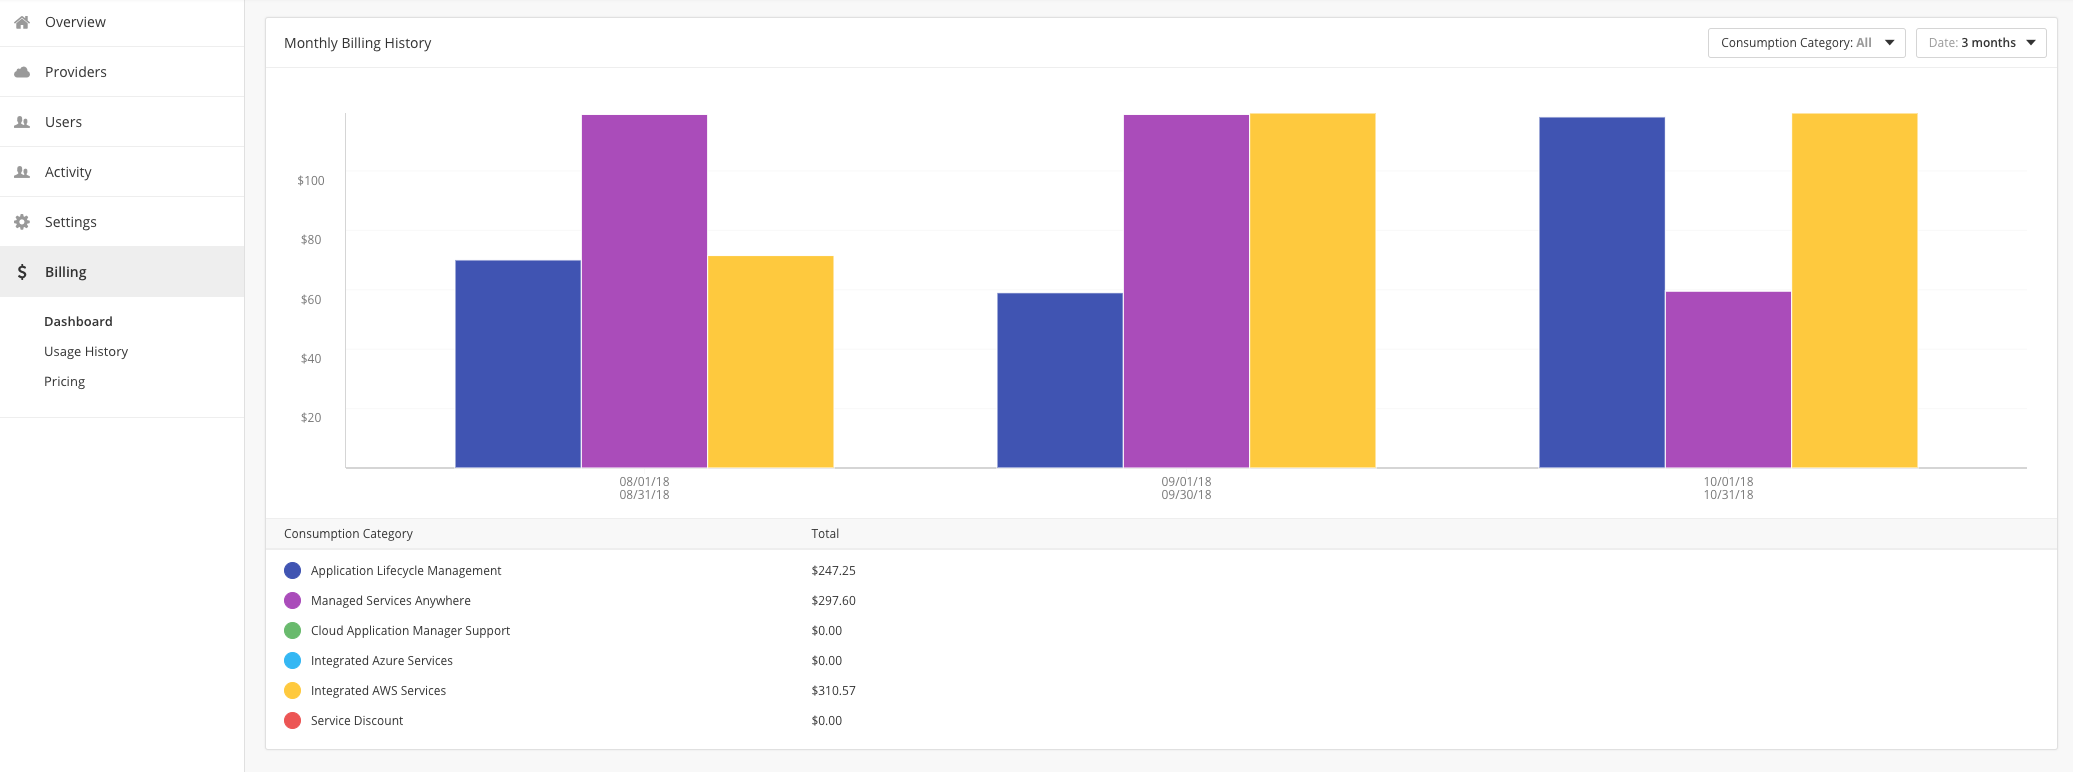 Overview
Providers
Users
Activity
Settings
$ Billing
Dashboard
Usage History
Pricing
Monthly Billing History
Consumption Category: All
Date: 3 months
$100
$80
$60
$40
$20
08/01/18
08/31/18
09/01/18
09/30/18
10/01/18
10/31/18
Consumption Category Total
Application Lifecycle Management $247.25
Managed Services Anywhere $297.60
Cloud Application Manager Support $0.00
Integrated Azure Services $0.00
Integrated AWS Services $310.57
Service Discount $0.00